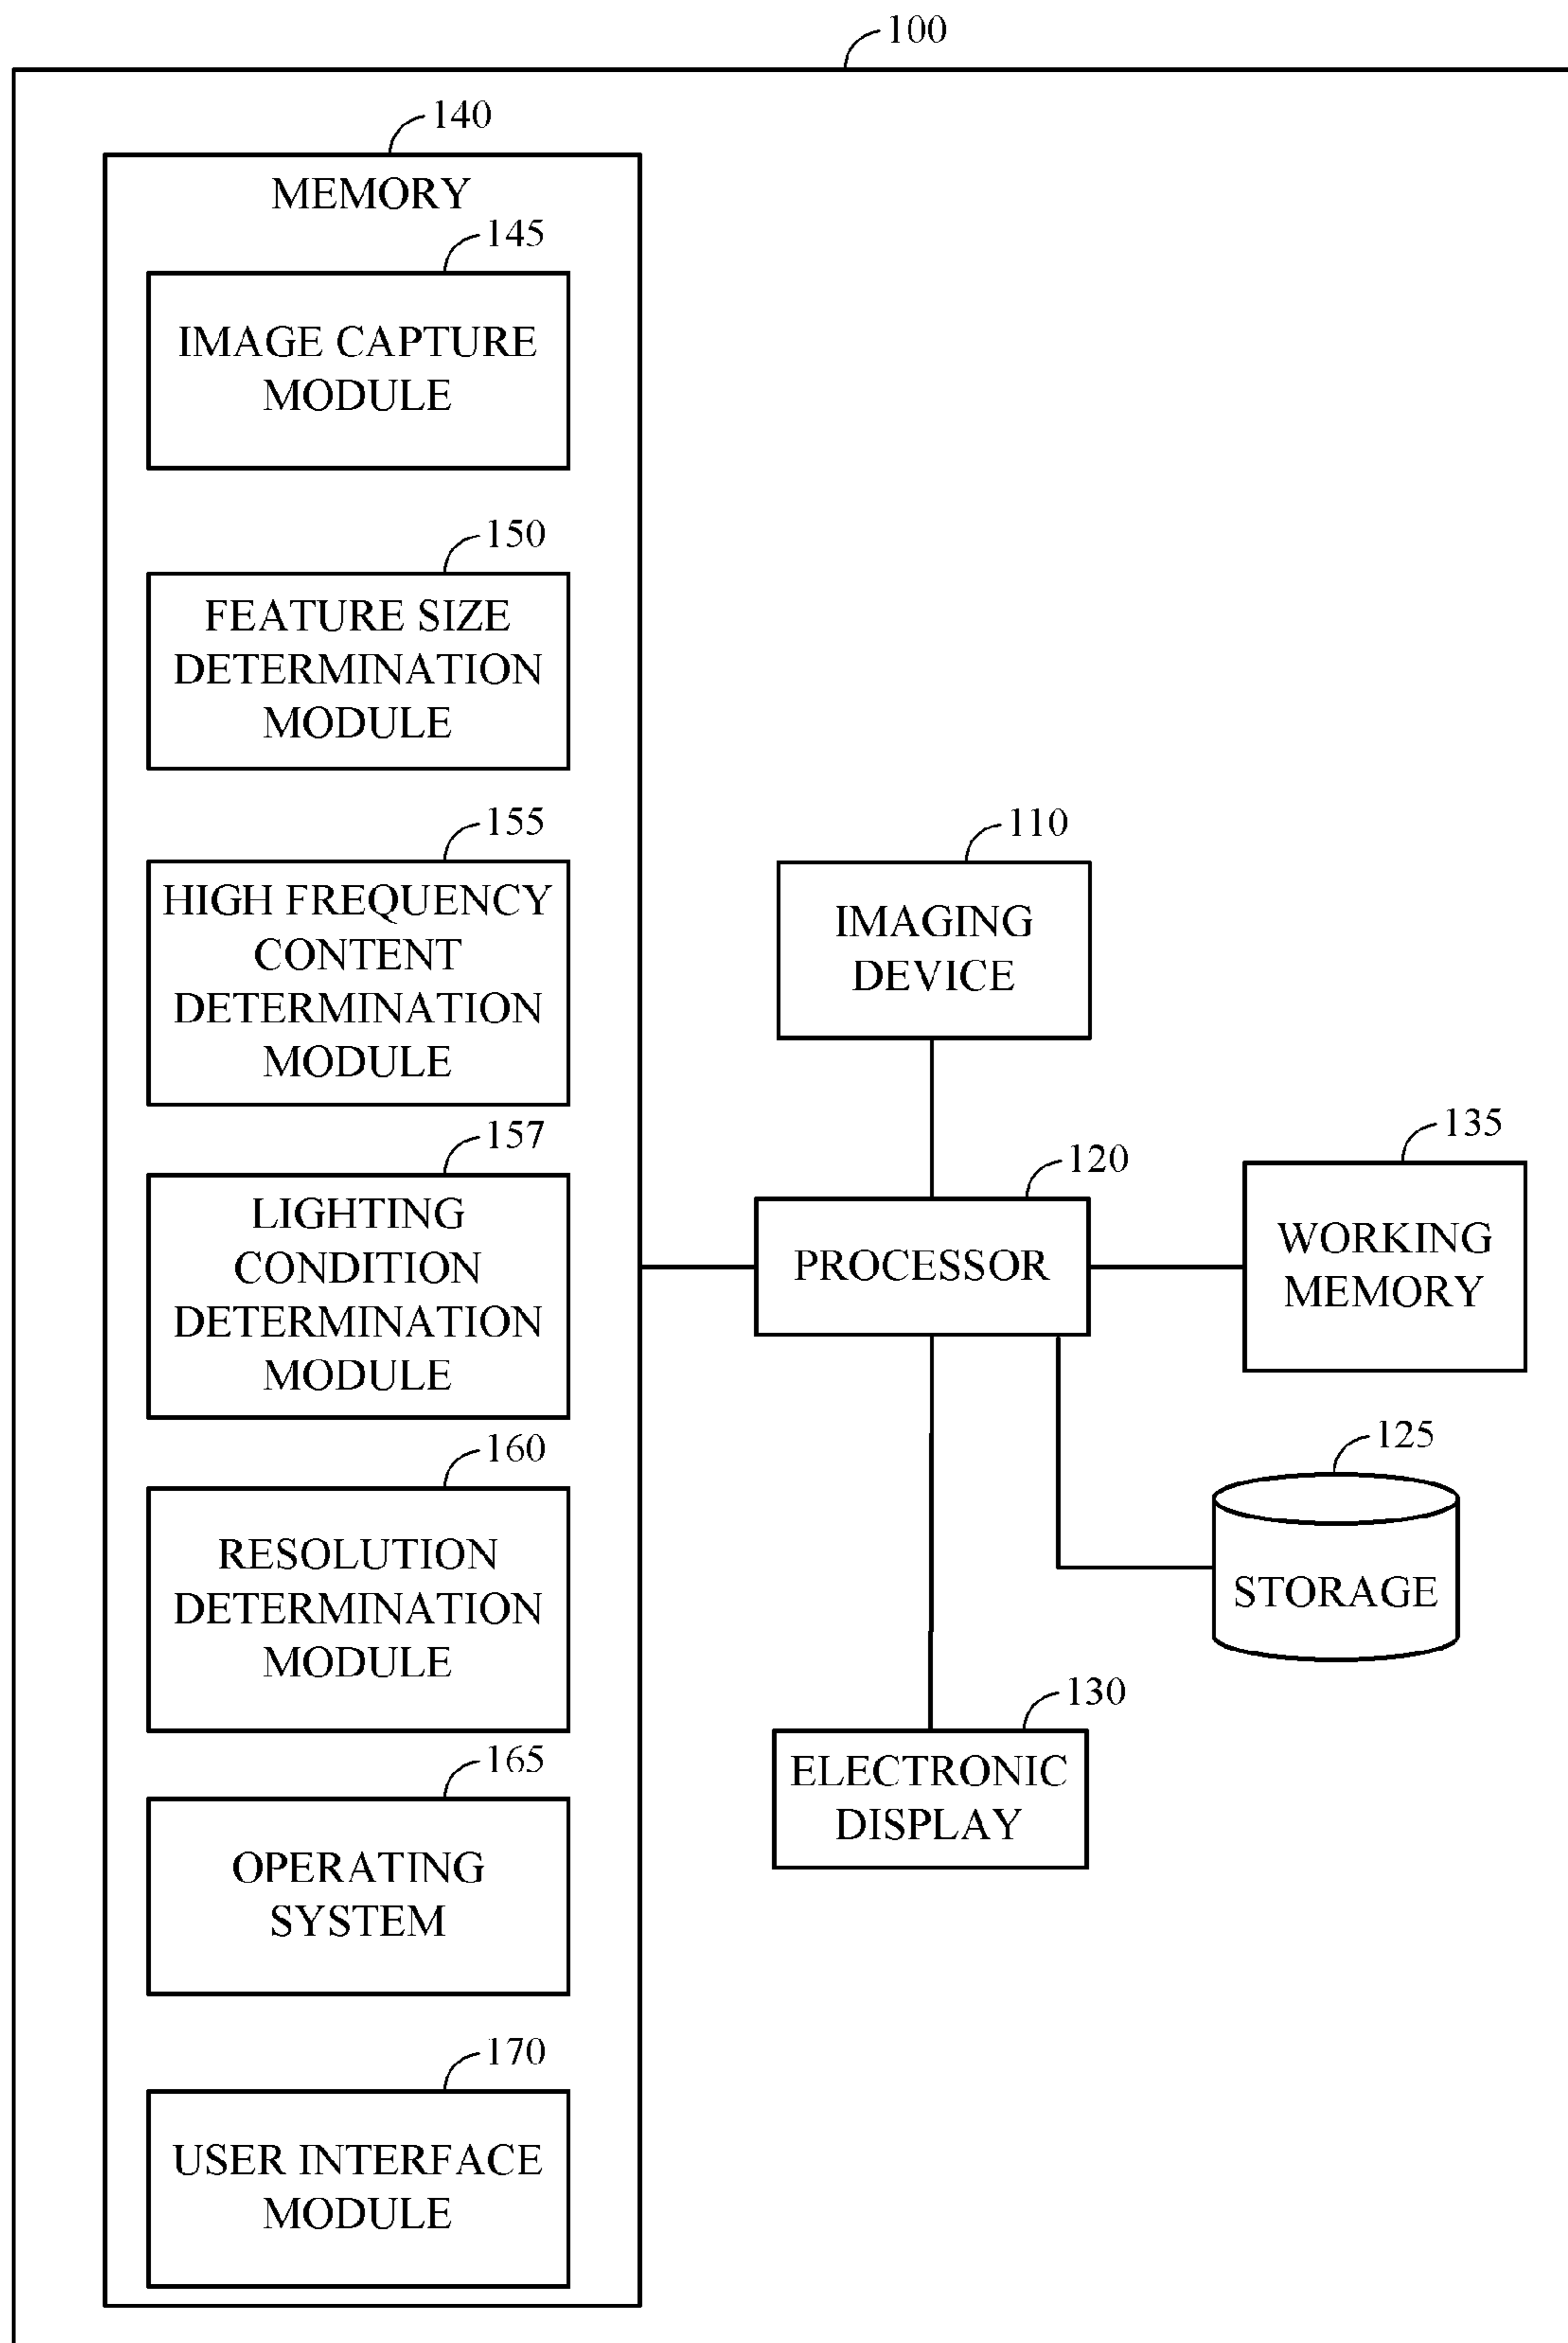 100
140
MEMORY
145
IMAGE CAPTURE
MODULE
150
FEATURE SIZE
DETERMINATION
MODULE
155
HIGH FREQUENCY
CONTENT
DETERMINATION
MODULE
157
LIGHTING
CONDITION
DETERMINATION
MODULE
160
RESOLUTION
DETERMINATION
MODULE
165
OPERATING
SYSTEM
170
USER INTERFACE
MODULE
110
IMAGING
DEVICE
120
PROCESSOR
135
WORKING
MEMORY
125
STORAGE
130
ELECTRONIC
DISPLAY